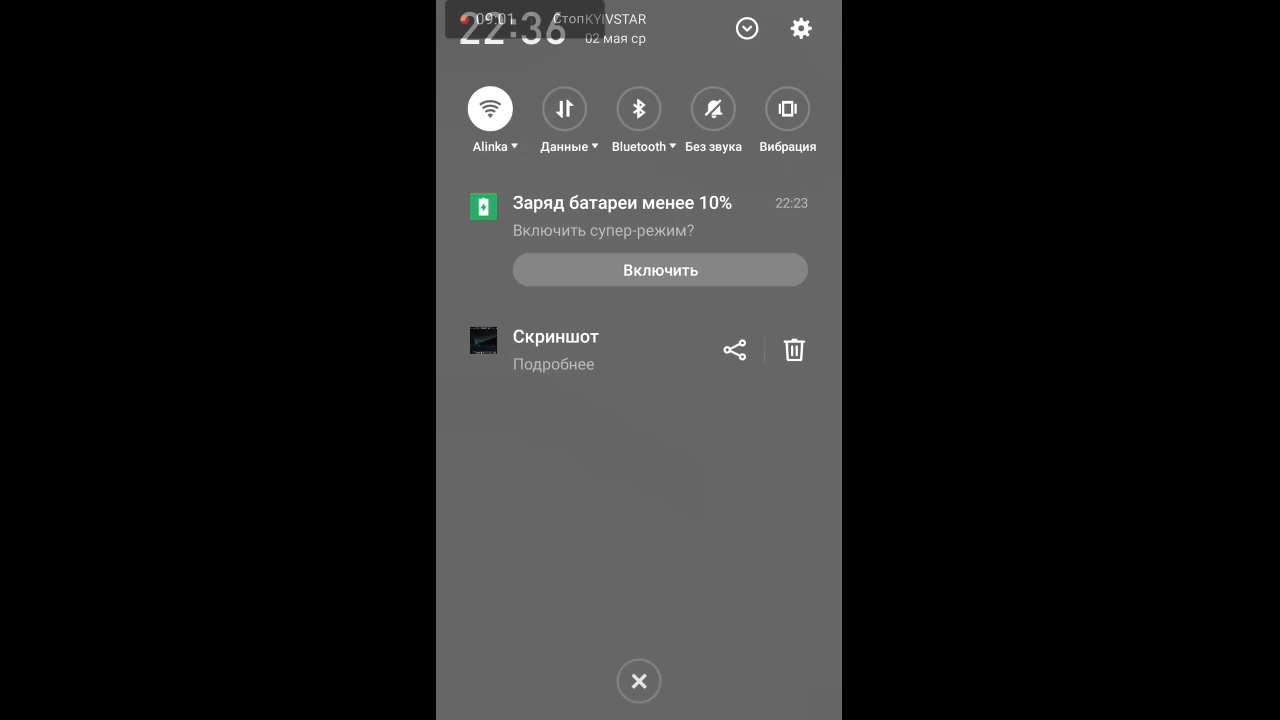 09:01 Стоп
22:36 KYIVSTAR
02 мая ср
Alinka Данные Bluetooth Без звука Вибрация
Заряд батареи менее 10% 22:23
Включить супер-режим?
Включить
Скриншот
Подробнее